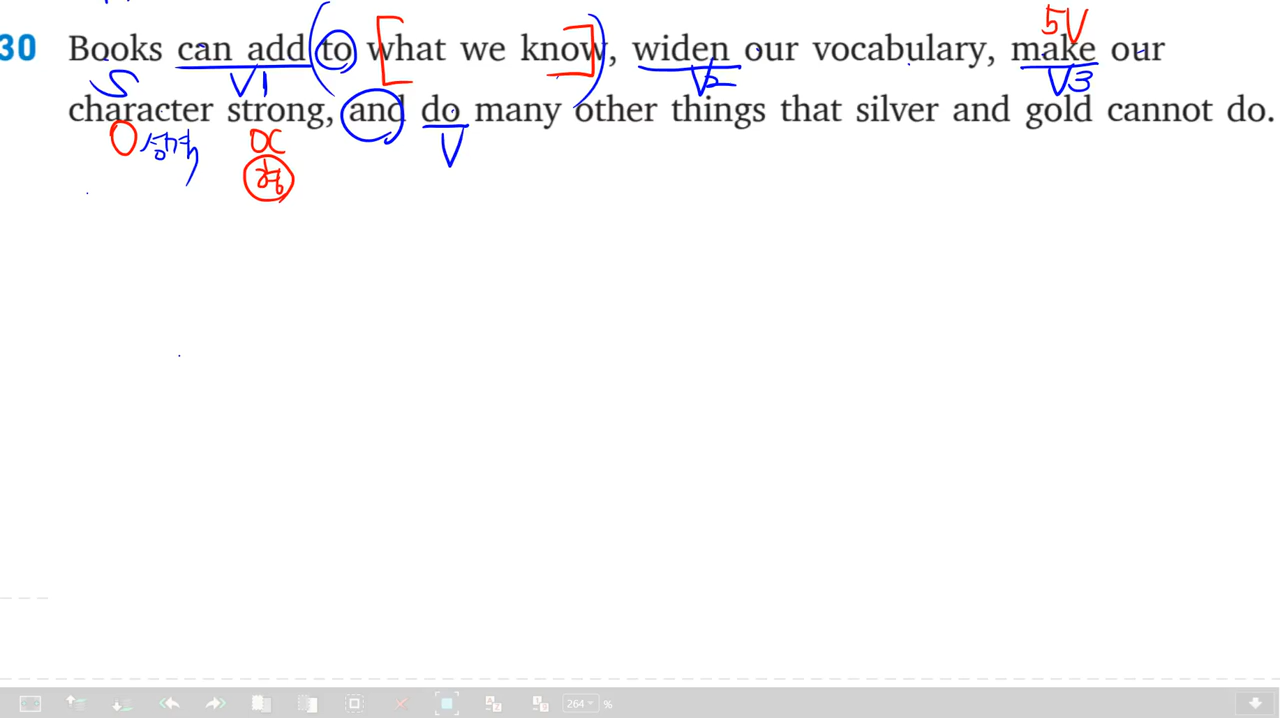 5V
30 Books can add to what we know, widen our vocabulary, make our
S V1 V2 V3
character strong, and do many other things that silver and gold cannot do.
O OC V
264 %